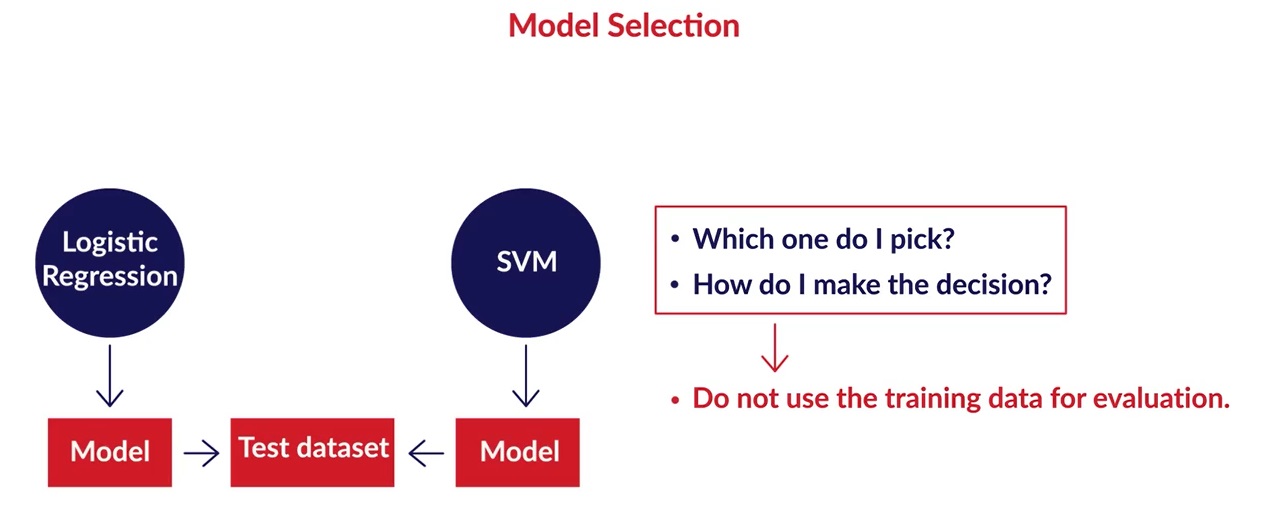 Model Selection
Logistic
Regression
SVM
• Which one do I pick?
• How do I make the decision?
• Do not use the training data for evaluation.
Model
Test dataset
Model